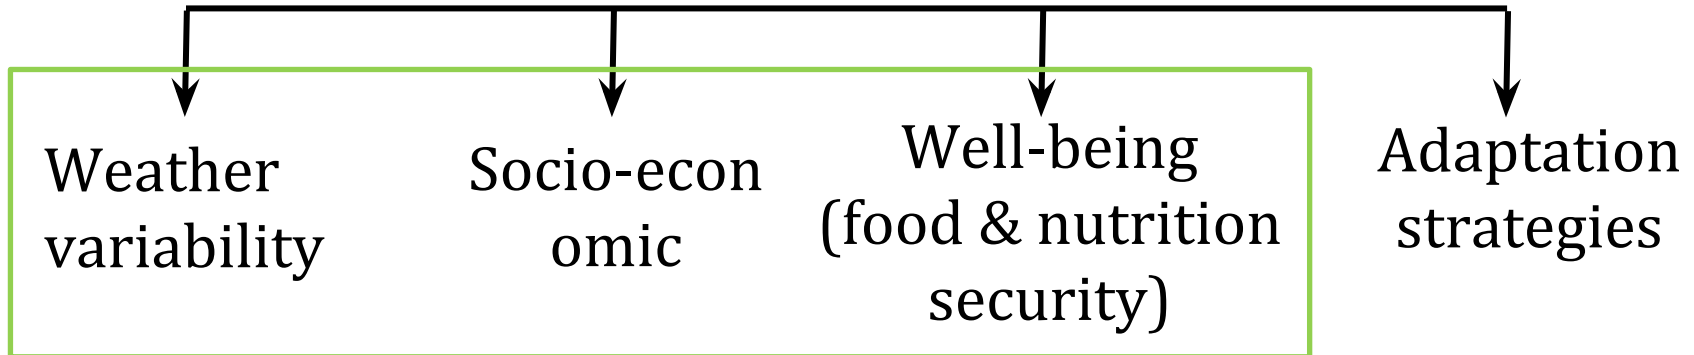 Weather
variability
Socio-econ
omic
Well-being
(food & nutrition
security)
Adaptation
strategies